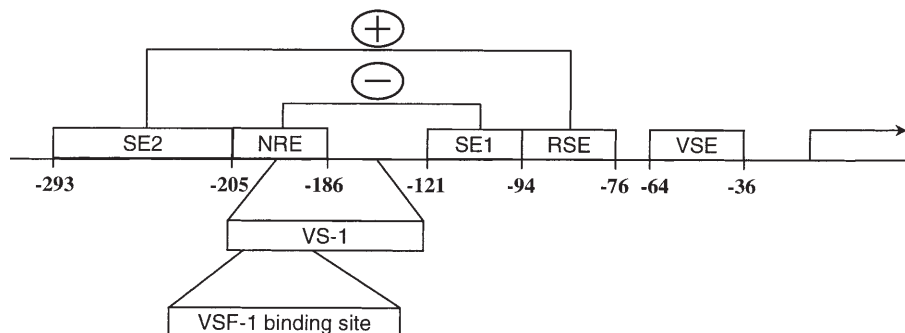 +
−
SE2 NRE SE1 RSE VSE
-293 -205 -186 -121 -94 -76 -64 -36
VS-1
VSF-1 binding site